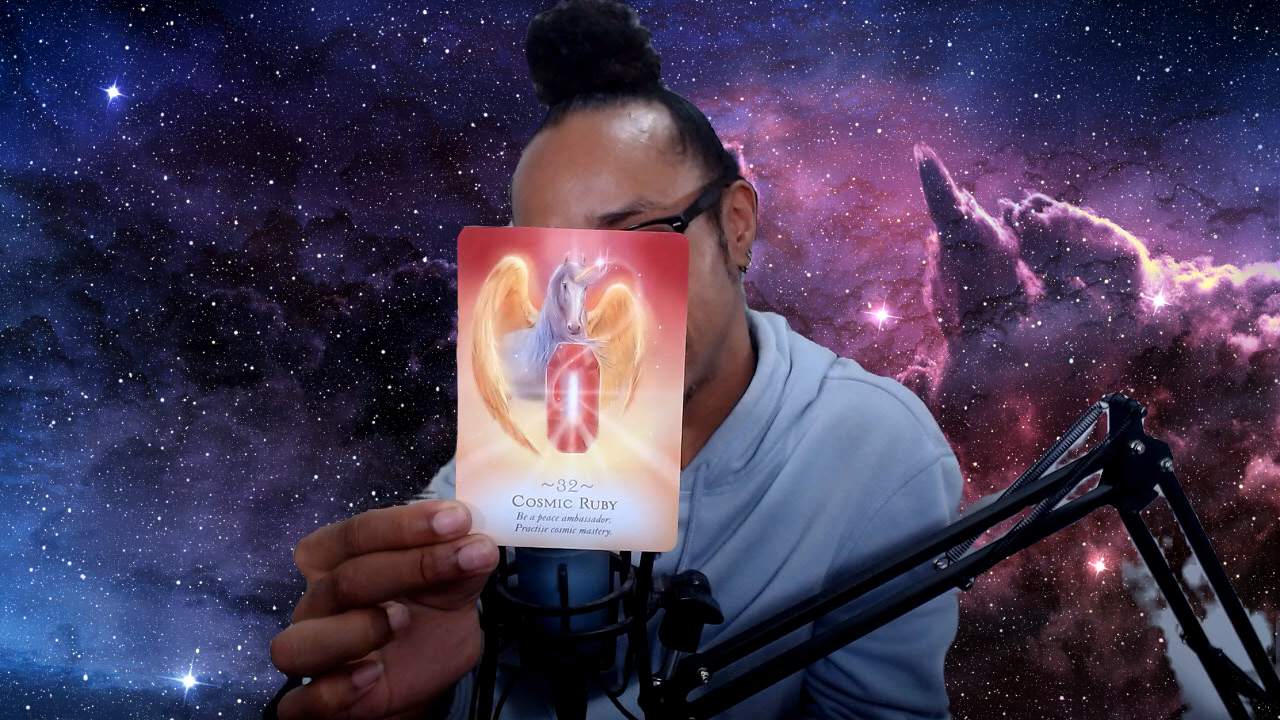 ~32~
Cosmic Ruby
Be a peace ambassador.
Practise cosmic mastery.